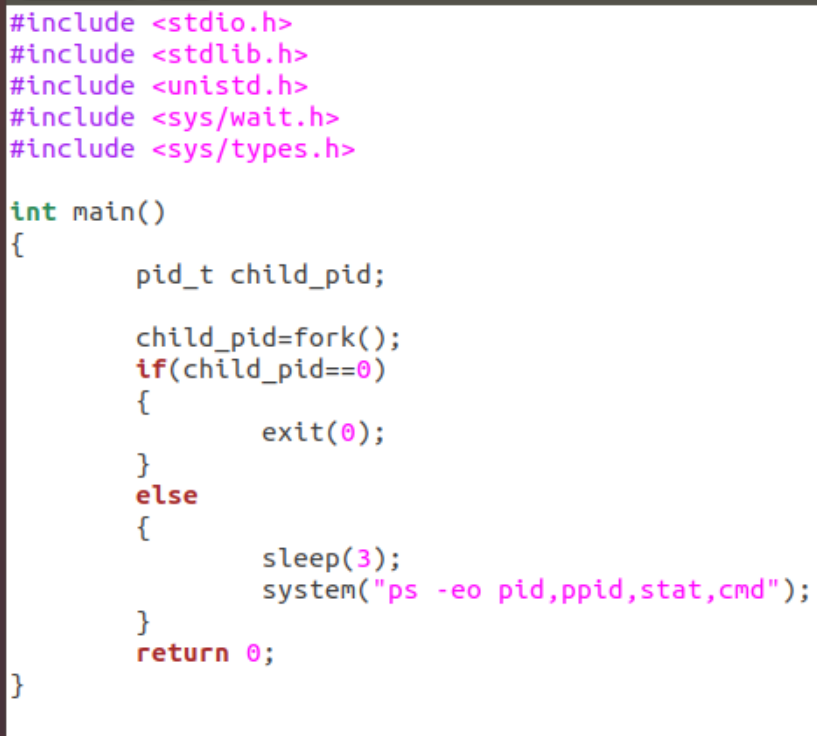 #include <stdio.h>
#include <stdlib.h>
#include <unistd.h>
#include <sys/wait.h>
#include <sys/types.h>

int main()
{
        pid_t child_pid;

        child_pid=fork();
        if(child_pid==0)
        {
                exit(0);
        }
        else
        {
                sleep(3);
                system("ps -eo pid,ppid,stat,cmd");
        }
        return 0;
}